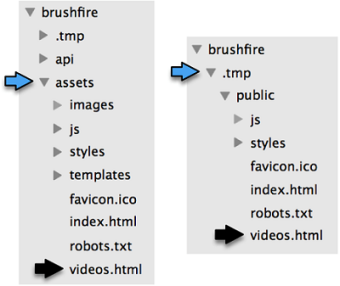 brushfire
.tmp
api
assets
images
js
styles
templates
favicon.ico
index.html
robots.txt
videos.html
brushfire
.tmp
public
js
styles
favicon.ico
index.html
robots.txt
videos.html